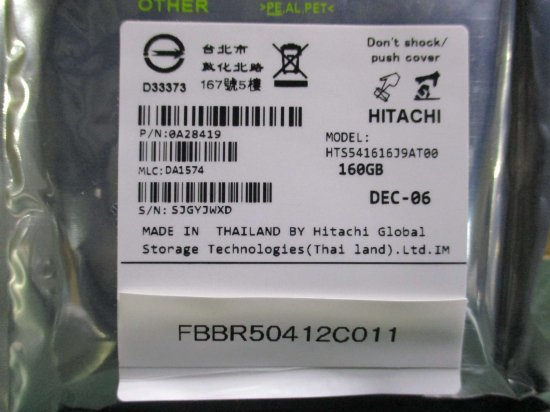 OTHER
>PE,AL,PET<
台北市
敦化北路
167號5樓
D33373
Don't shock/
push cover
HITACHI
P/N:0A28419
MODEL:
HTS541616J9AT00
160GB
MLC:DA1574
DEC-06
S/N: SJGYJWXD
MADE IN THAILAND BY Hitachi Global
Storage Technologies(Thai land).Ltd.IM
FBBR50412C011